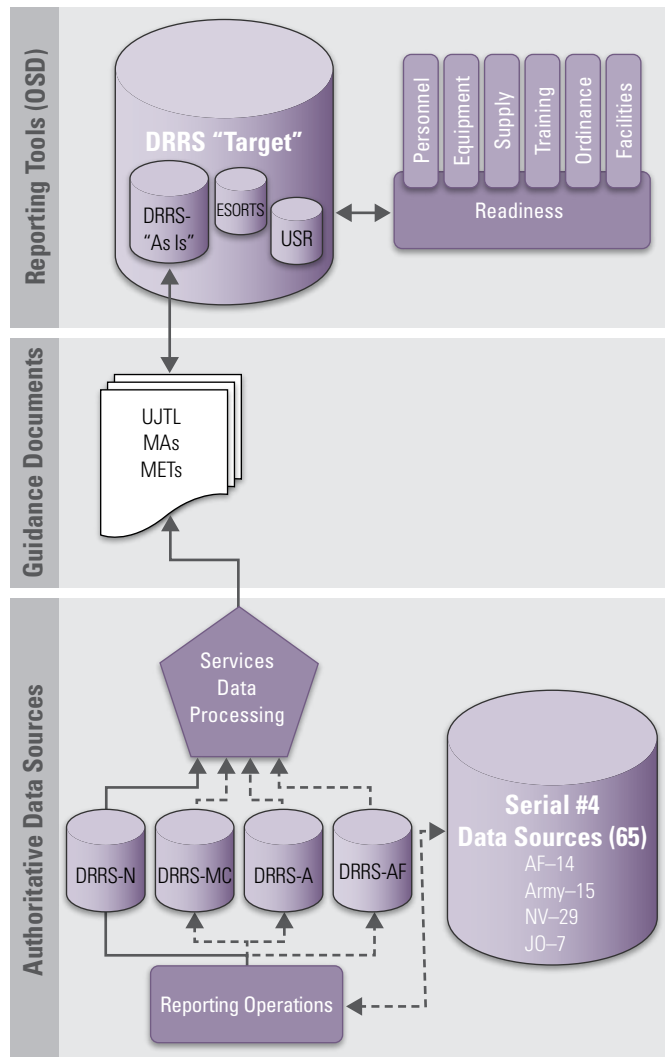 Reporting Tools (OSD)
DRRS “Target”
DRRS-
“As Is”
ESORTS
USR
Personnel
Equipment
Supply
Training
Ordinance
Facilities
Readiness
Guidance Documents
UJTL
MAs
METs
Authoritative Data Sources
Services
Data
Processing
DRRS-N
DRRS-MC
DRRS-A
DRRS-AF
Reporting Operations
Serial #4
Data Sources (65)
AF–14
Army–15
NV–29
JO–7